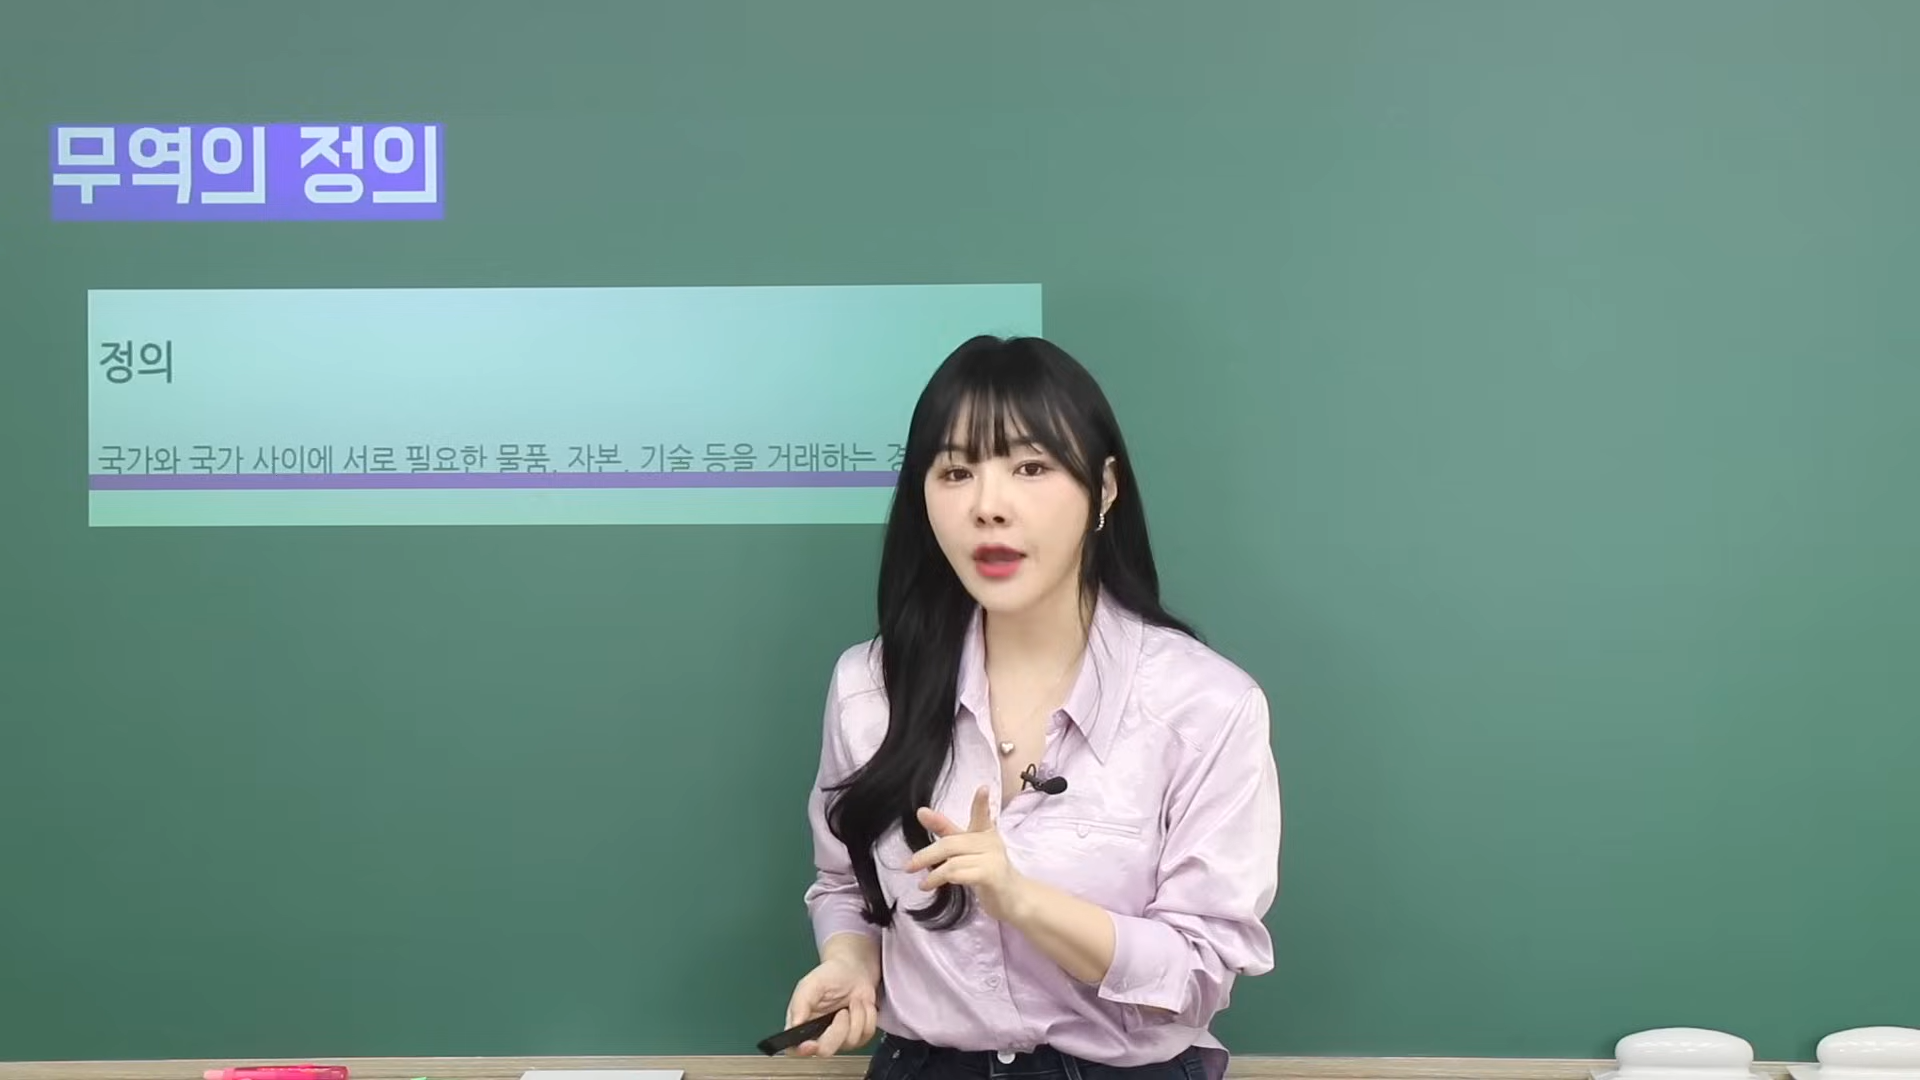 무역의 정의
정의
국가와 국가 사이에 서로 필요한 물품, 자본, 기술 등을 거래하는